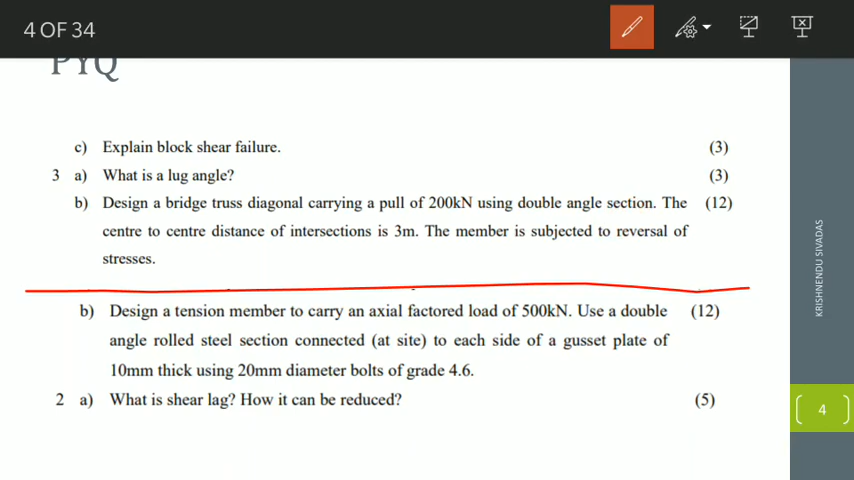 4 OF 34
PYQ
c) Explain block shear failure. (3)
3 a) What is a lug angle? (3)
b) Design a bridge truss diagonal carrying a pull of 200kN using double angle section. The (12)
centre to centre distance of intersections is 3m. The member is subjected to reversal of
stresses.
b) Design a tension member to carry an axial factored load of 500kN. Use a double (12)
angle rolled steel section connected (at site) to each side of a gusset plate of
10mm thick using 20mm diameter bolts of grade 4.6.
2 a) What is shear lag? How it can be reduced? (5)
KRISHNENDU SIVADAS
4